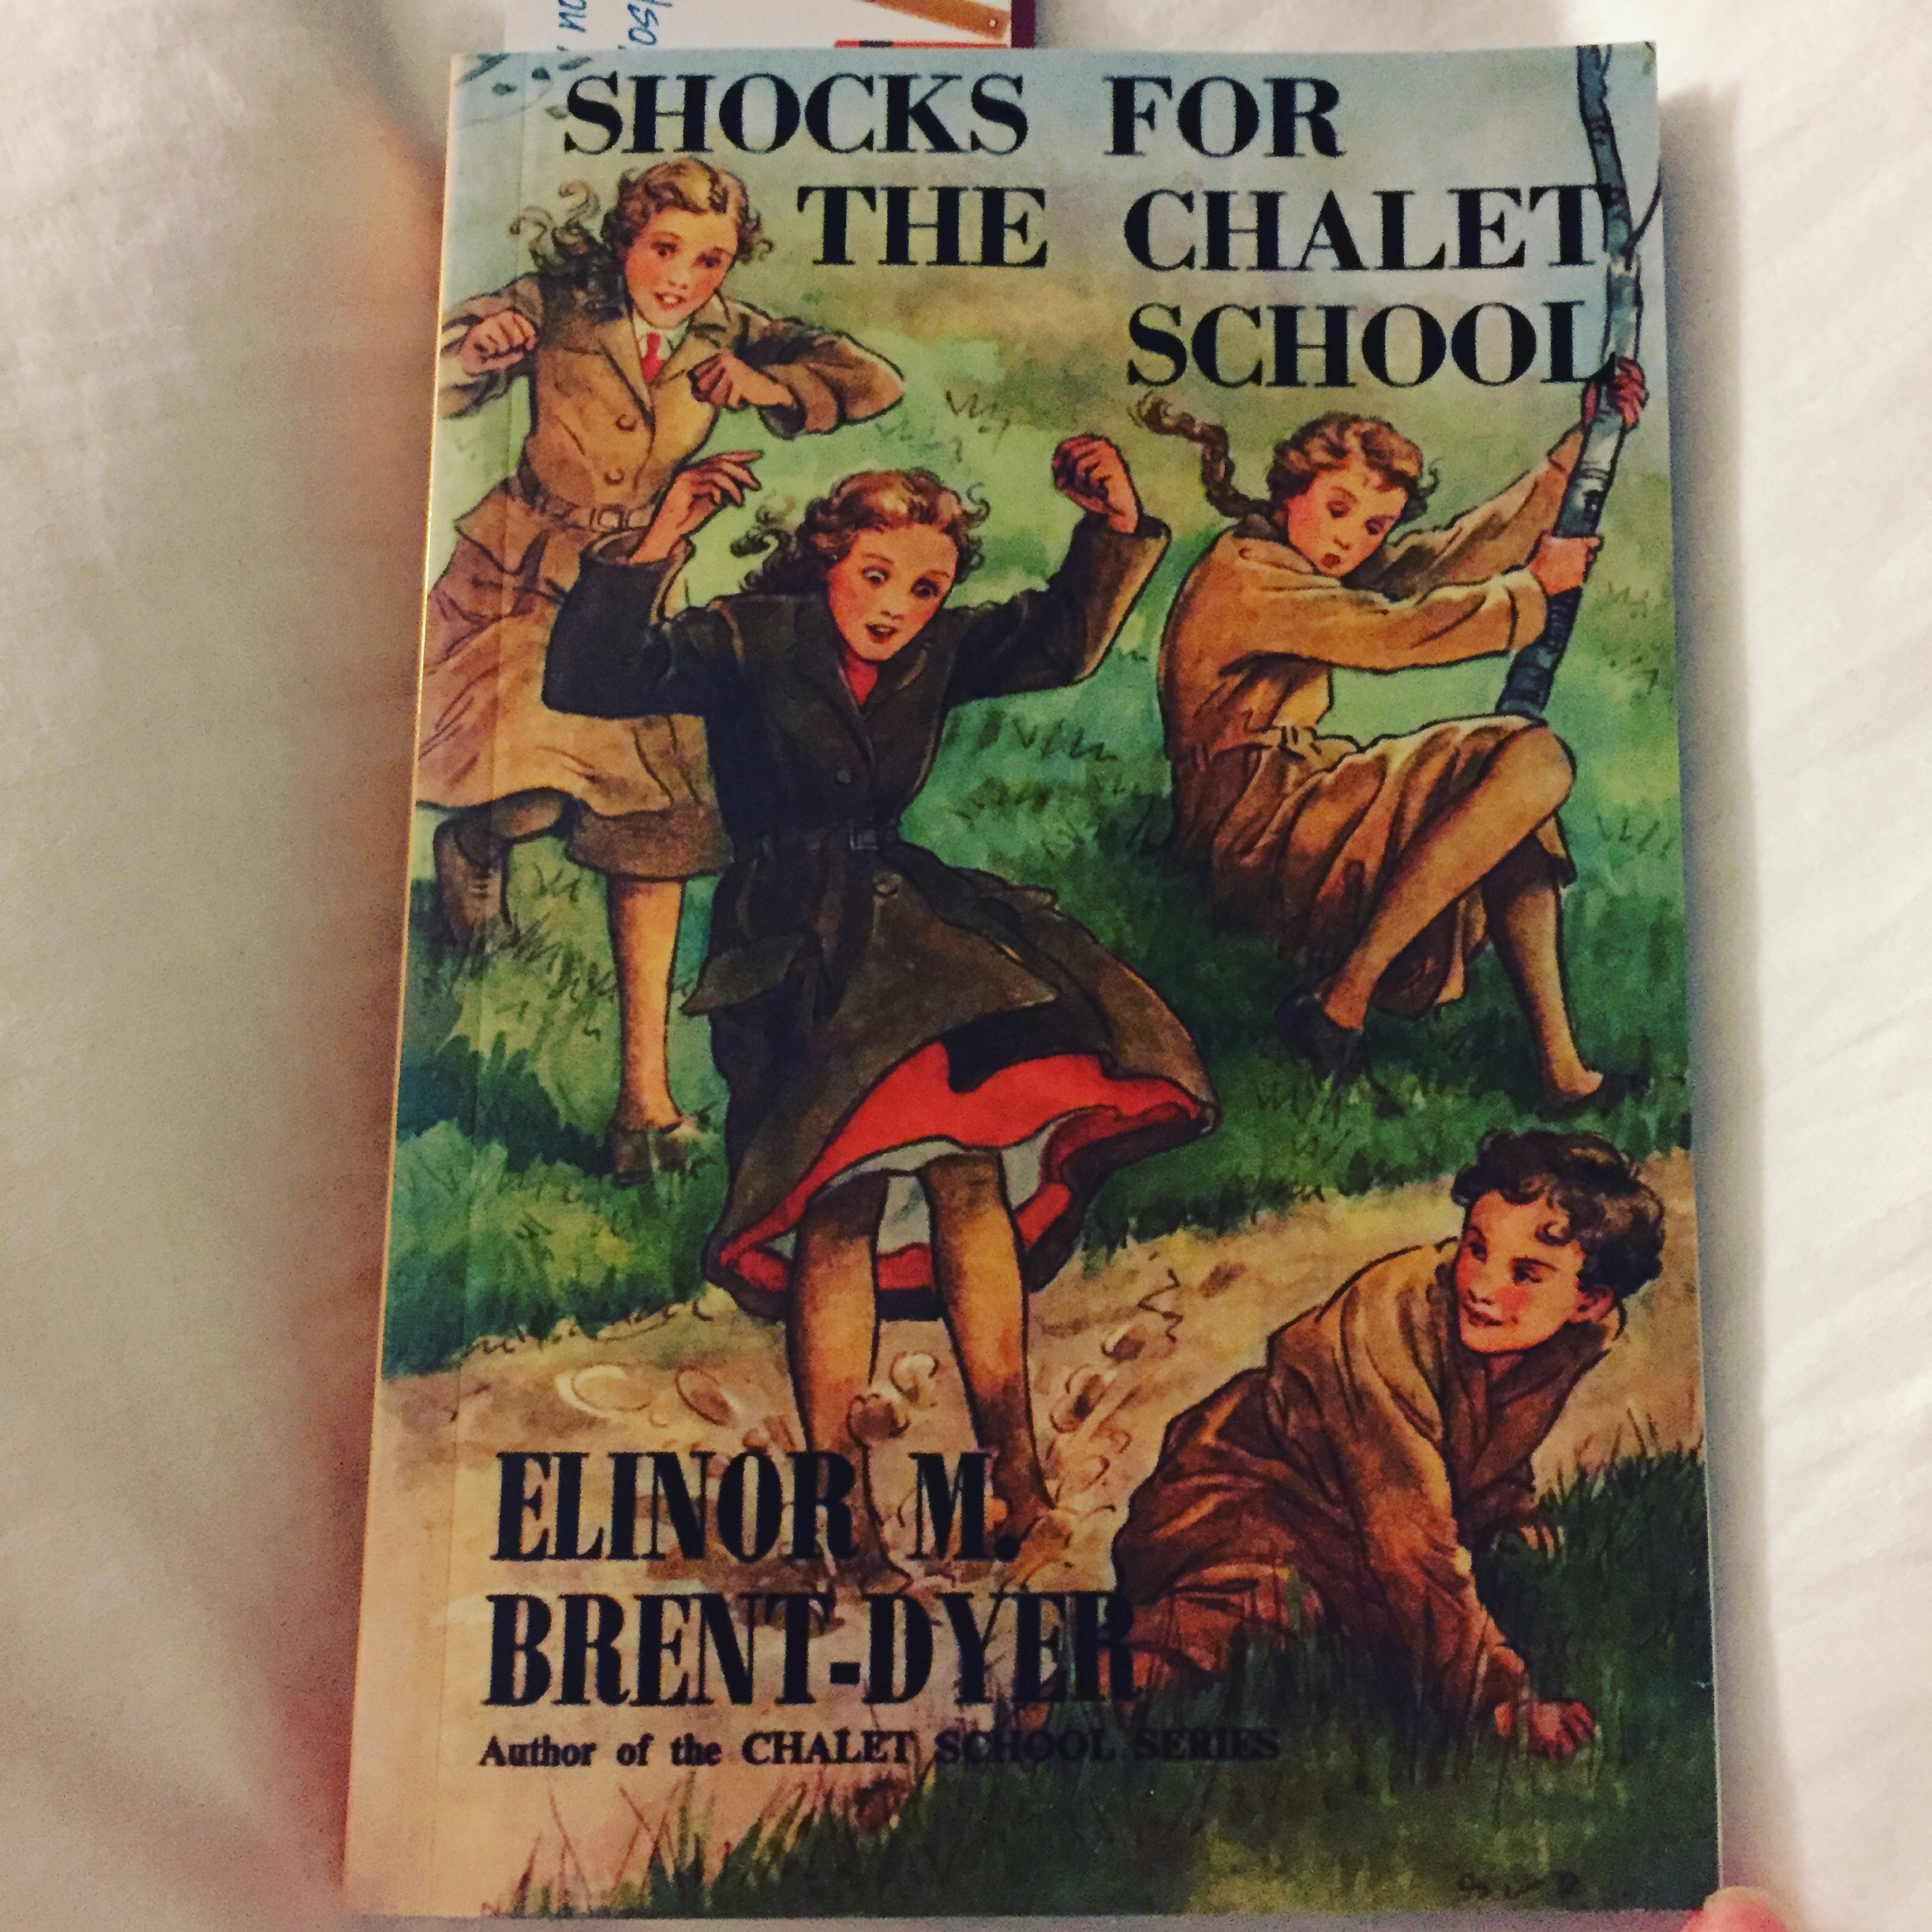 SHOCKS FOR
THE CHALET
SCHOOL
ELINOR M.
BRENT-DYER
Author of the CHALET SCHOOL SERIES